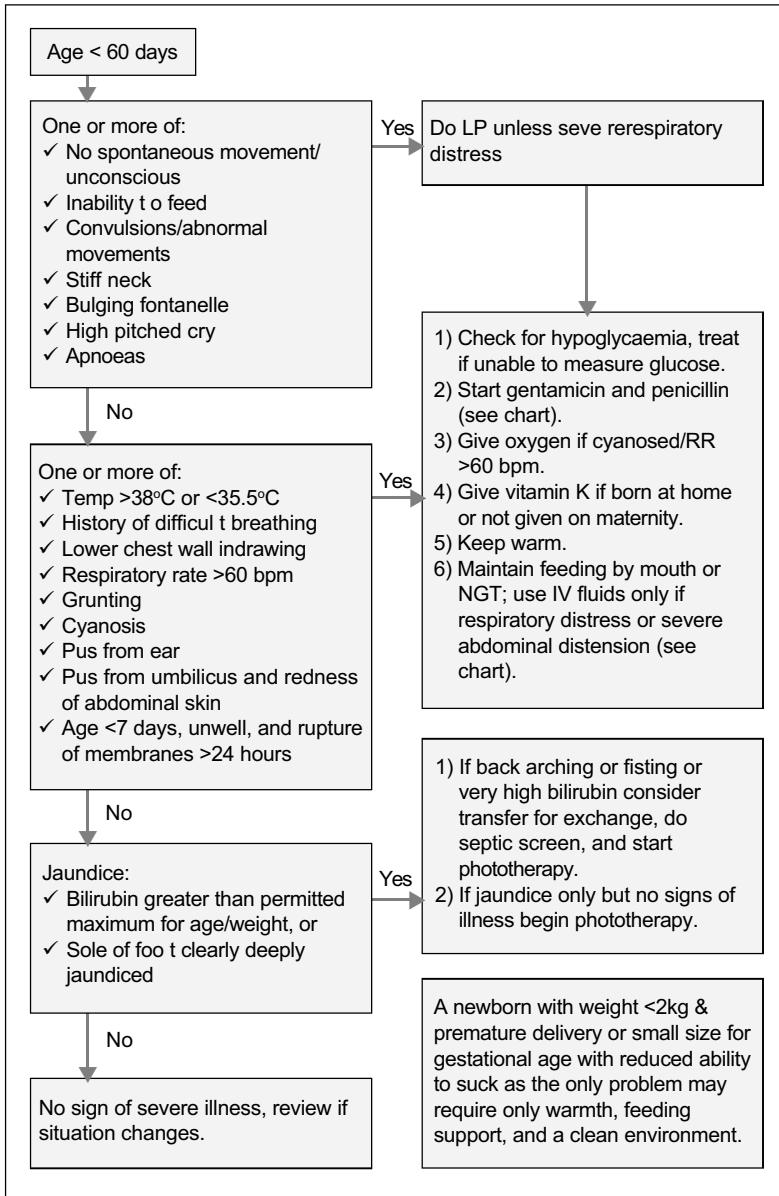 Age < 60 days
One or more of:
✓ No spontaneous movement/
unconscious
✓ Inability t o feed
✓ Convulsions/abnormal
movements
✓ Stiff neck
✓ Bulging fontanelle
✓ High pitched cry
✓ Apnoeas
Yes
Do LP unless seve rerespiratory
distress
No
1) Check for hypoglycaemia, treat
if unable to measure glucose.
2) Start gentamicin and penicillin
(see chart).
3) Give oxygen if cyanosed/RR
>60 bpm.
4) Give vitamin K if born at home
or not given on maternity.
5) Keep warm.
6) Maintain feeding by mouth or
NGT; use IV fluids only if
respiratory distress or severe
abdominal distension (see
chart).
One or more of:
✓ Temp >38ºC or <35.5ºC
✓ History of difficul t breathing
✓ Lower chest wall indrawing
✓ Respiratory rate >60 bpm
✓ Grunting
✓ Cyanosis
✓ Pus from ear
✓ Pus from umbilicus and redness
of abdominal skin
✓ Age <7 days, unwell, and rupture
of membranes >24 hours
Yes
No
Jaundice:
✓ Bilirubin greater than permitted
maximum for age/weight, or
✓ Sole of foo t clearly deeply
jaundiced
Yes
1) If back arching or fisting or
very high bilirubin consider
transfer for exchange, do
septic screen, and start
phototherapy.
2) If jaundice only but no signs of
illness begin phototherapy.
No
No sign of severe illness, review if
situation changes.
A newborn with weight <2kg &
premature delivery or small size for
gestational age with reduced ability
to suck as the only problem may
require only warmth, feeding
support, and a clean environment.